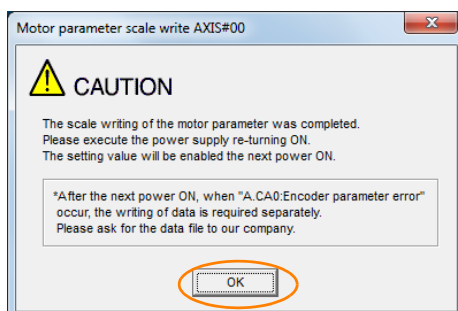 Motor parameter scale write AXIS#00
CAUTION
The scale writing of the motor parameter was completed.
Please execute the power supply re-turning ON.
The setting value will be enabled the next power ON.
*After the next power ON, when "A.CA0:Encoder parameter error"
occur, the writing of data is required separately.
Please ask for the data file to our company.
OK